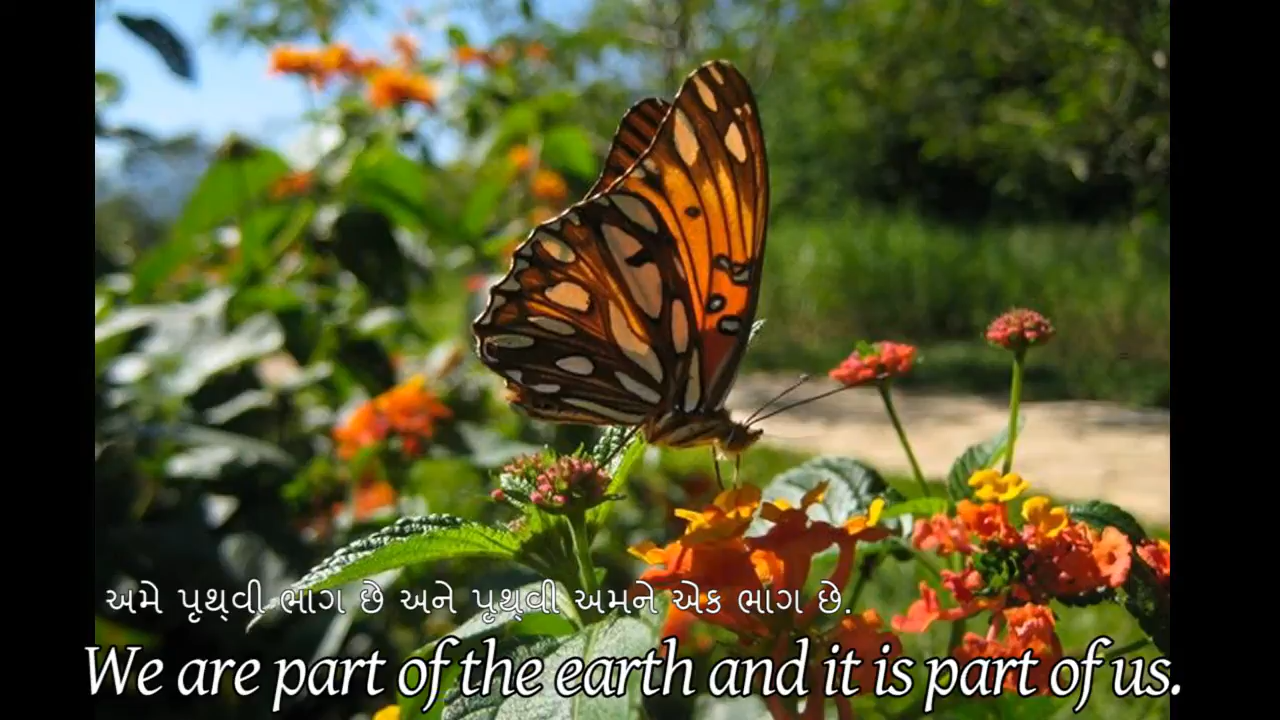 અમે પૃથ્વી ભાગ છે અને પૃથ્વી અમને એક ભાગ છે.
We are part of the earth and it is part of us.